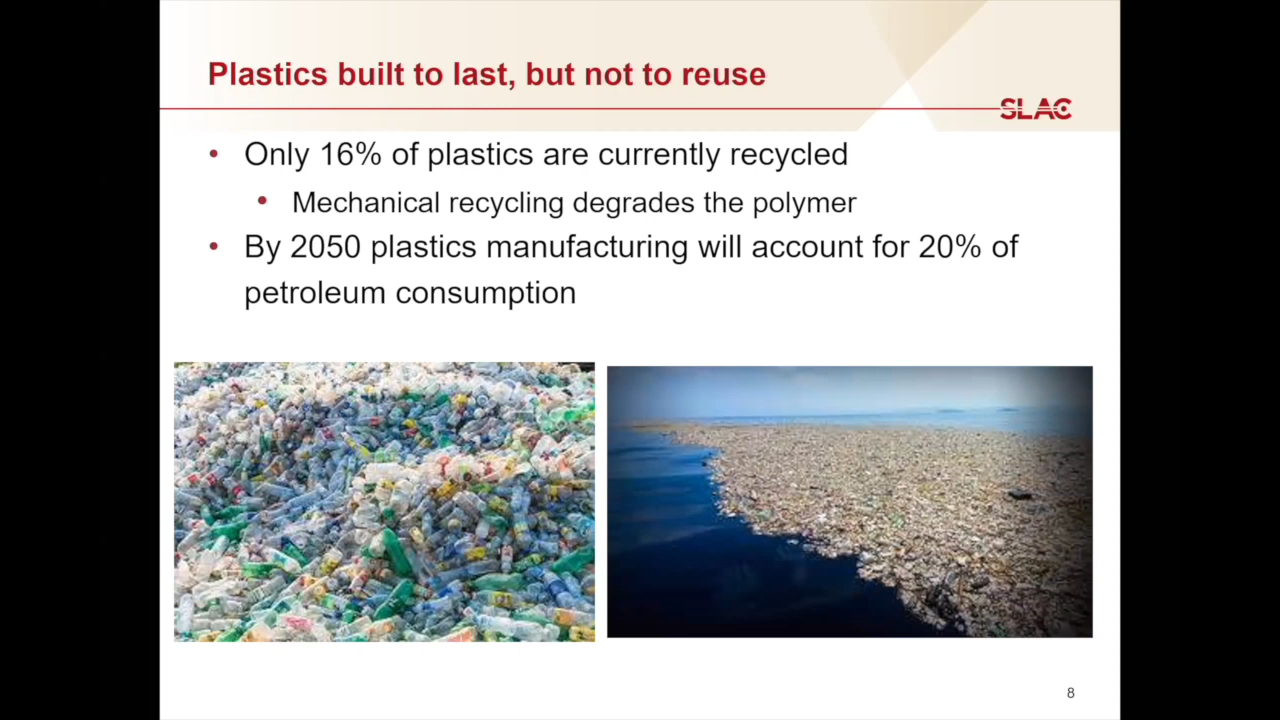 Plastics built to last, but not to reuse
SLAC
• Only 16% of plastics are currently recycled
• Mechanical recycling degrades the polymer
• By 2050 plastics manufacturing will account for 20% of
petroleum consumption
8